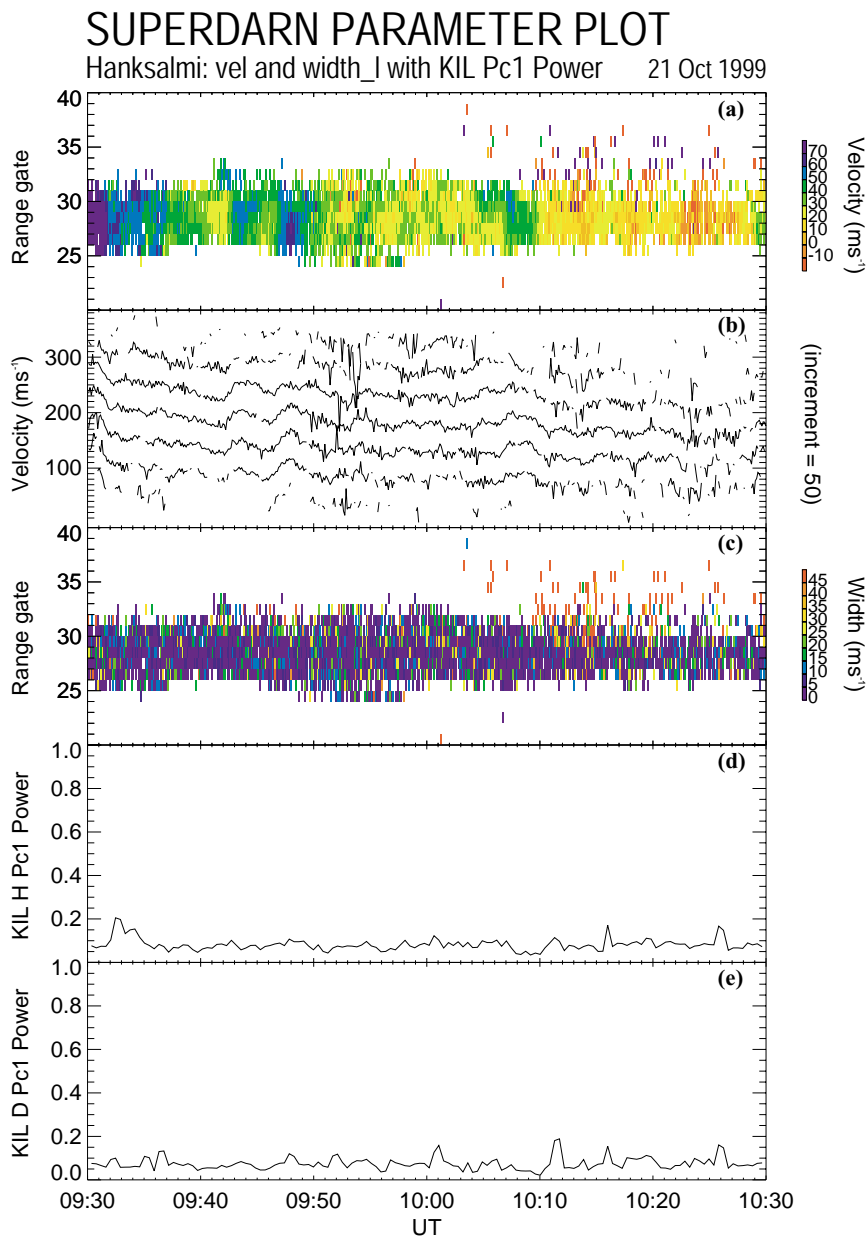 SUPERDARN PARAMETER PLOT
Hanksalmi: vel and width_l with KIL Pc1 Power 21 Oct 1999
(a)
40
35
30
25
Range gate
70
60
50
40
30
20
10
0
-10
Velocity (ms-1)
(b)
300
200
100
Velocity (ms-1)
(increment = 50)
(c)
40
35
30
25
Range gate
45
40
35
30
25
20
15
10
5
0
Width (ms-1)
(d)
1.0
0.8
0.6
0.4
0.2
KIL H Pc1 Power
(e)
1.0
0.8
0.6
0.4
0.2
0.0
KIL D Pc1 Power
09:30 09:40 09:50 10:00 10:10 10:20 10:30
UT